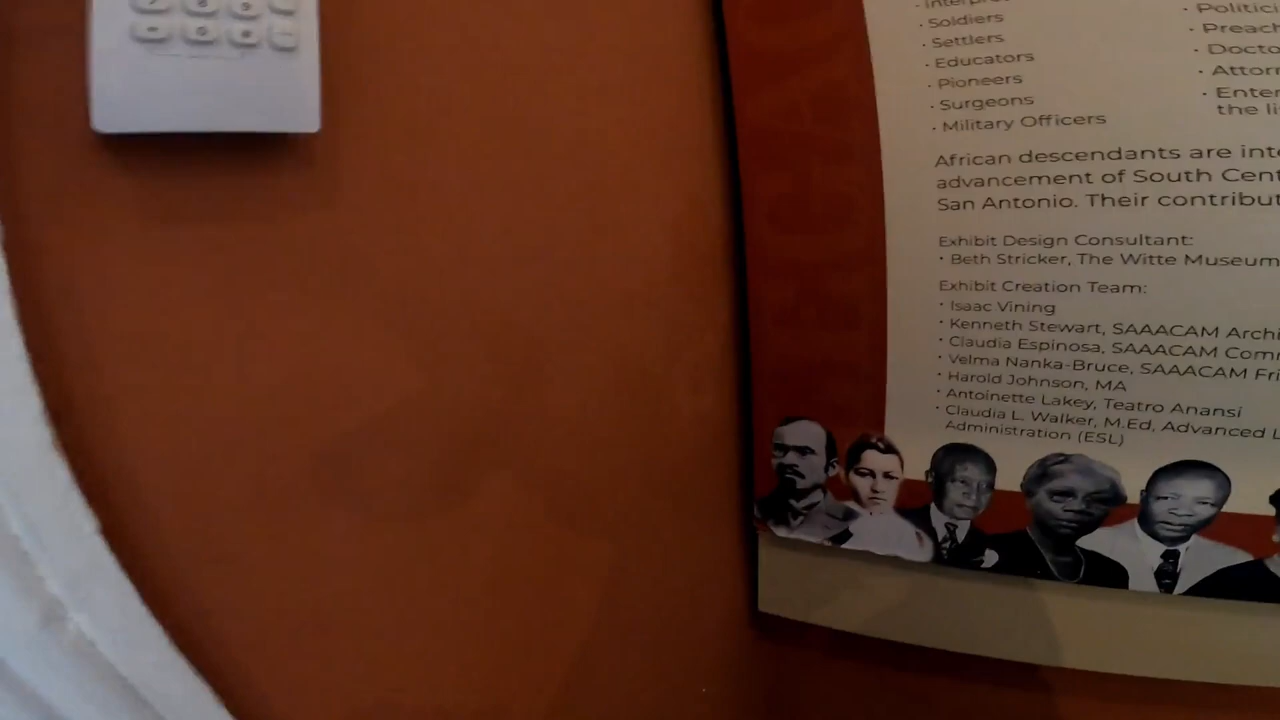 · Soldiers
· Settlers
· Educators
· Pioneers
· Surgeons
· Military Officers
· Politici
· Preach
· Docto
· Attor
· Enter
the li
African descendants are int
advancement of South Cent
San Antonio. Their contribut
Exhibit Design Consultant:
· Beth Stricker, The Witte Museum
Exhibit Creation Team:
· Isaac Vining
· Kenneth Stewart, SAAACAM Archi
· Claudia Espinosa, SAAACAM Com
· Velma Nanka-Bruce, SAAACAM Fri
· Harold Johnson, MA
· Antoinette Lakey, Teatro Anansi
· Claudia L. Walker, M.Ed, Advanced L
Administration (ESL)